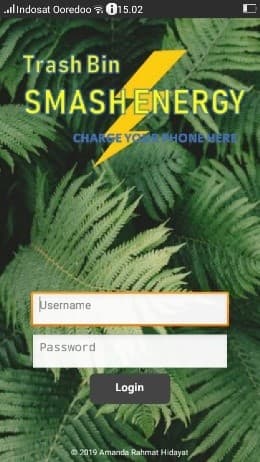 Indosat Ooredoo 15.02
Trash Bin
SMASH ENERGY
CHARGE YOUR PHONE HERE
Username
Password
Login
© 2019 Amanda Rahmat Hidayat